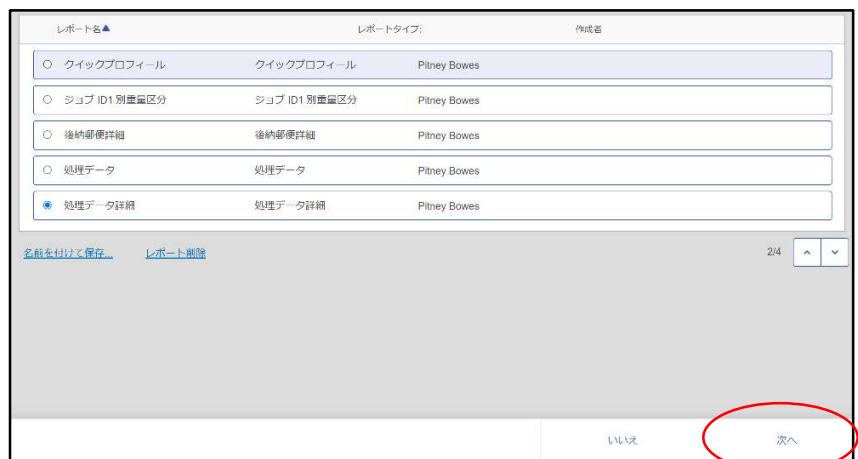 レポート名▲ レポートタイプ: 作成者
クイックプロフィール クイックプロフィール Pitney Bowes
ジョブ ID1 別重量区分 ジョブ ID1 別重量区分 Pitney Bowes
後納郵便詳細 後納郵便詳細 Pitney Bowes
処理データ 処理データ Pitney Bowes
処理データ詳細 処理データ詳細 Pitney Bowes
名前を付けて保存... レポート削除 2/4
いいえ 次へ